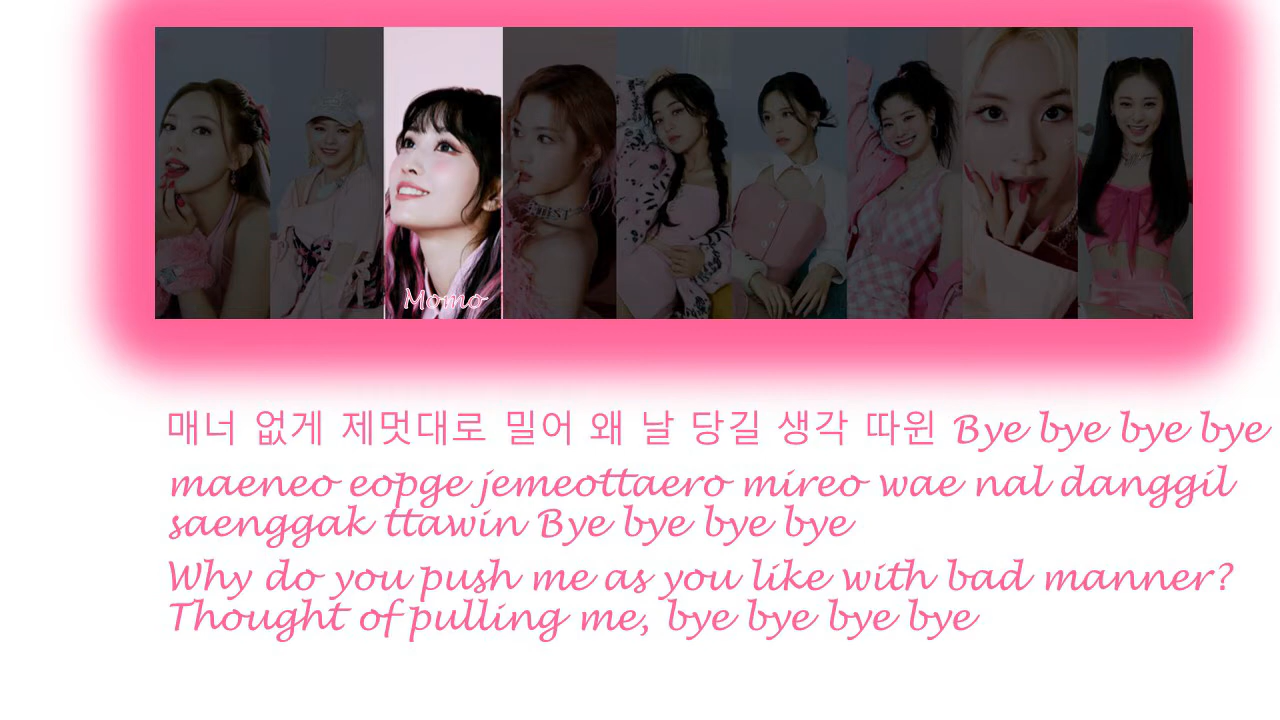 Momo
매너 없게 제멋대로 밀어 왜 날 당길 생각 따윈 Bye bye bye bye
maeneo eopge jemeottaero mireo wae nal danggil
saenggak ttawin Bye bye bye bye
Why do you push me as you like with bad manner?
Thought of pulling me, bye bye bye bye